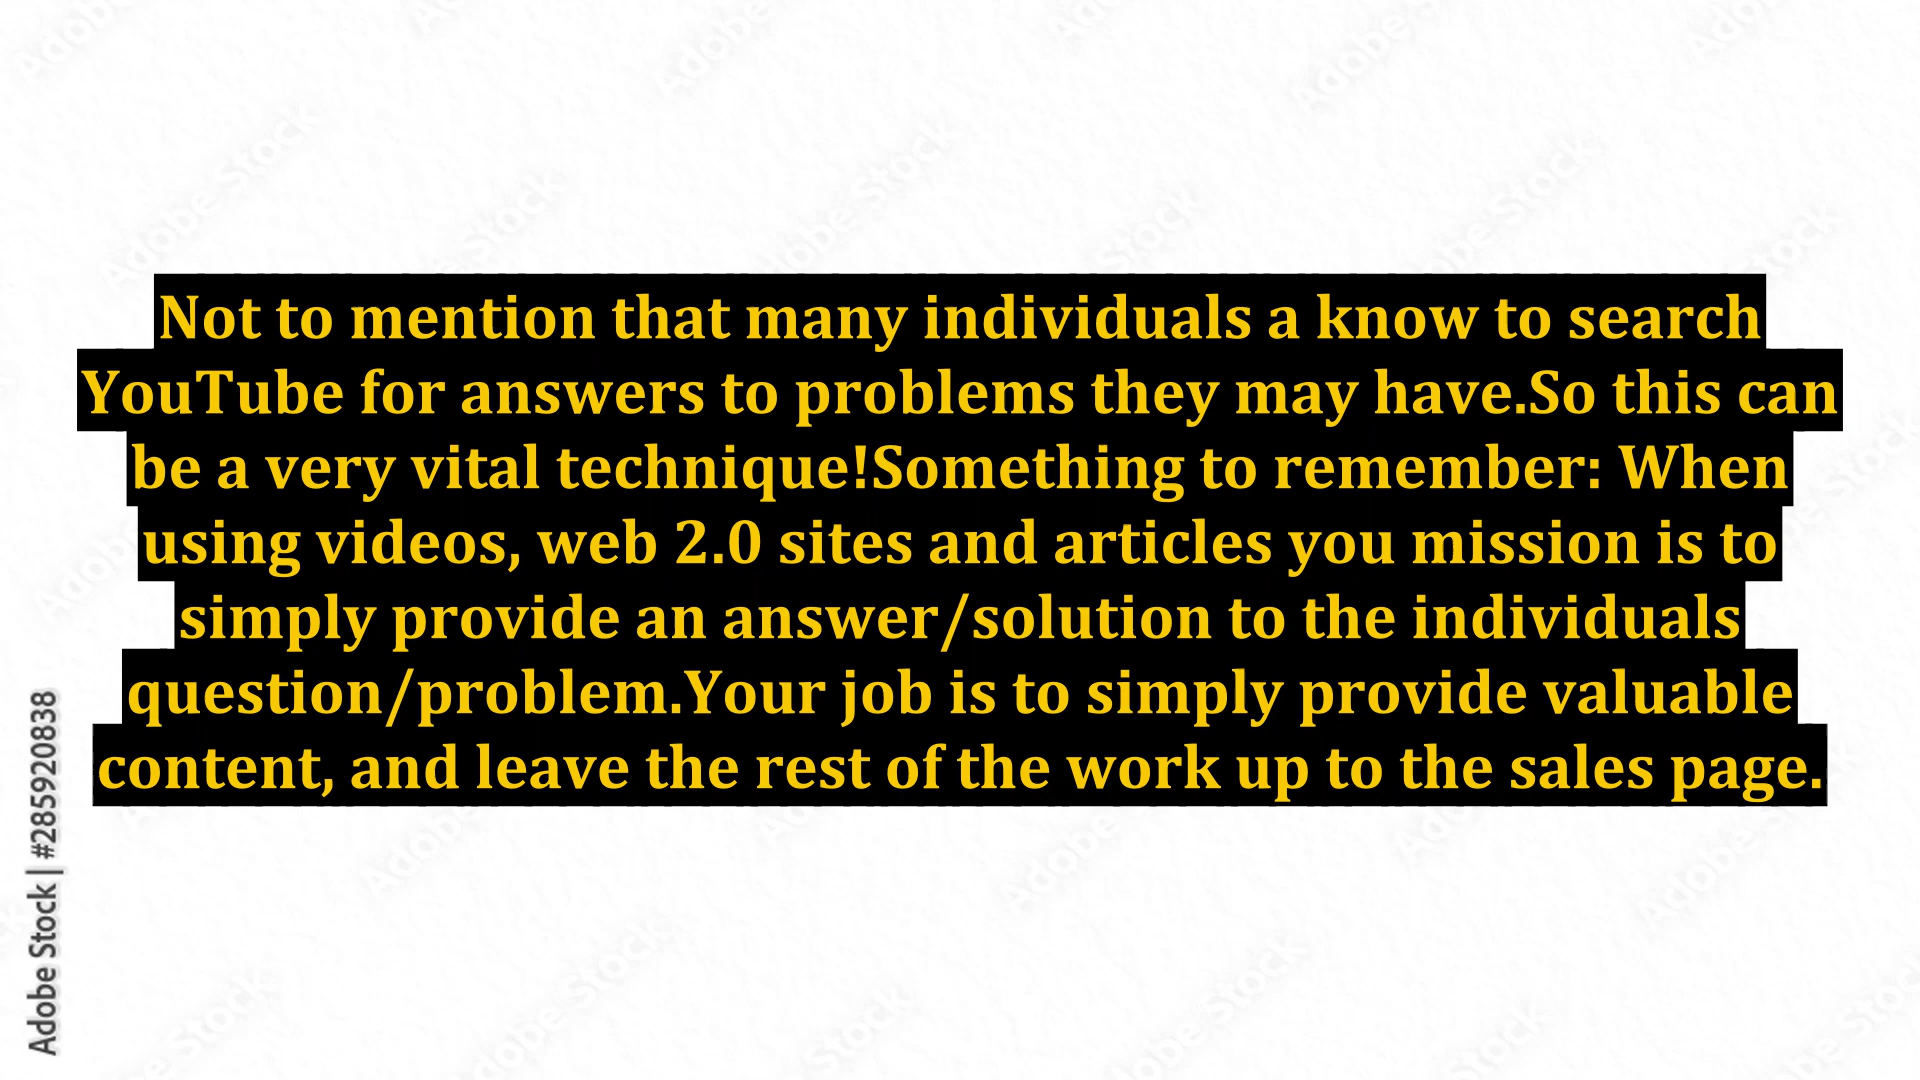 Not to mention that many individuals a know to search
YouTube for answers to problems they may have.So this can
be a very vital technique!Something to remember: When
using videos, web 2.0 sites and articles you mission is to
simply provide an answer/solution to the individuals
question/problem.Your job is to simply provide valuable
content, and leave the rest of the work up to the sales page.
Adobe Stock | #285920838